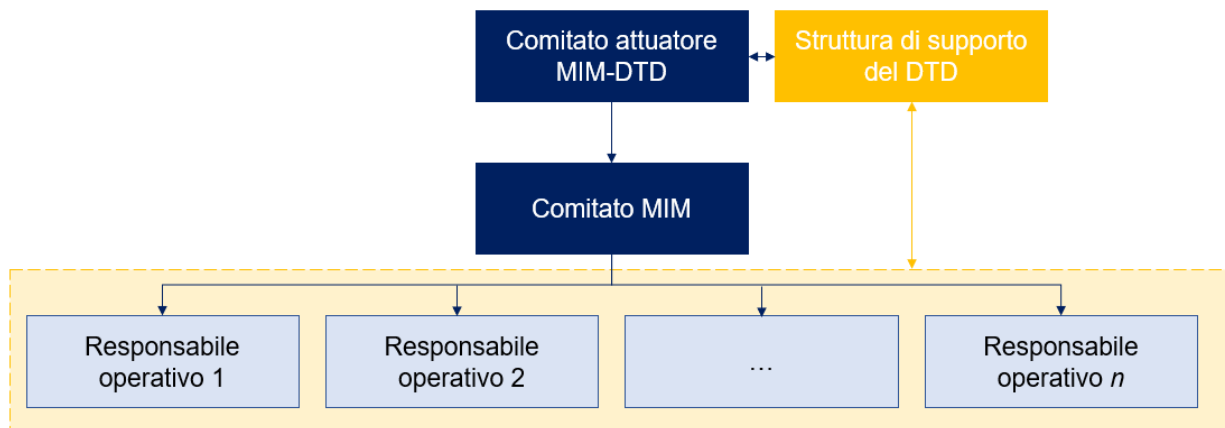 Comitato attuatore
MIM-DTD
Struttura di supporto
del DTD
Comitato MIM
Responsabile
operativo 1
Responsabile
operativo 2
...
Responsabile
operativo n